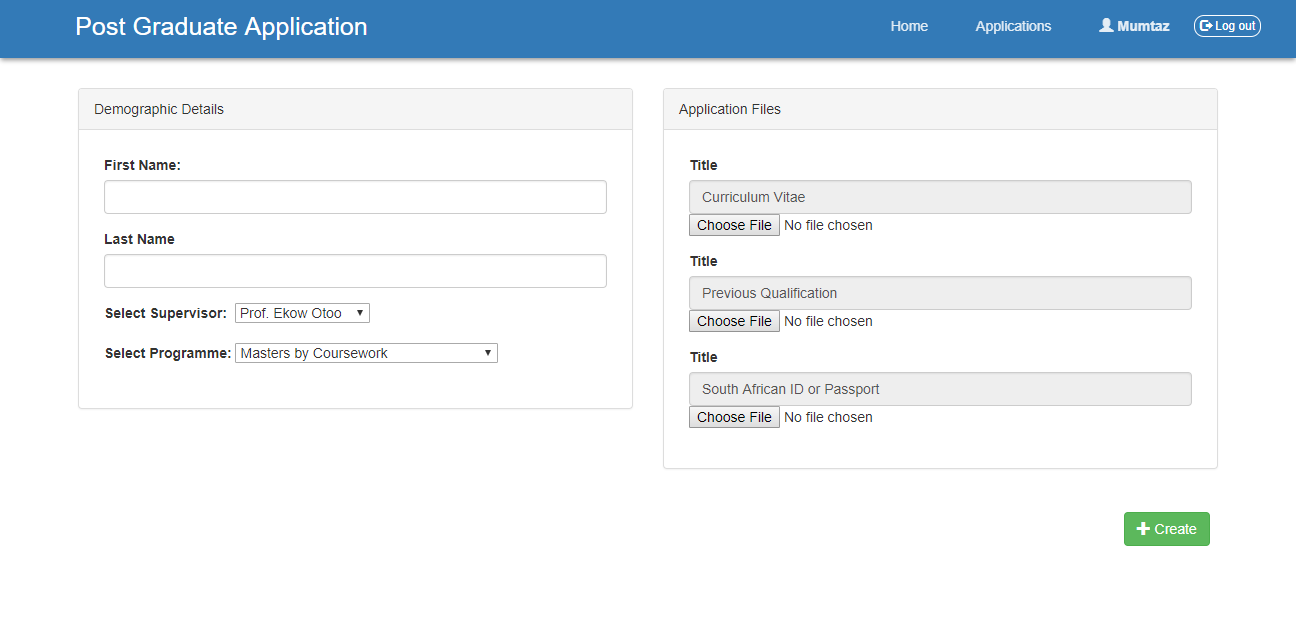 Post Graduate Application
Home
Applications
Mumtaz
Log out
Demographic Details
First Name:
Last Name
Select Supervisor: Prof. Ekow Otoo
Select Programme: Masters by Coursework
Application Files
Title
Curriculum Vitae
Choose File No file chosen
Title
Previous Qualification
Choose File No file chosen
Title
South African ID or Passport
Choose File No file chosen
Create